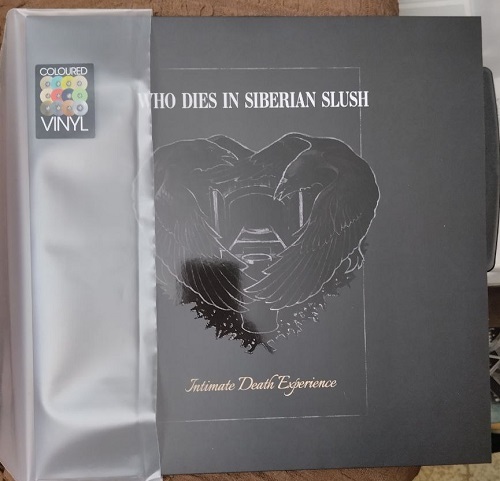 COLOURED
VINYL
WHO DIES IN SIBERIAN SLUSH
Intimate Death Experience